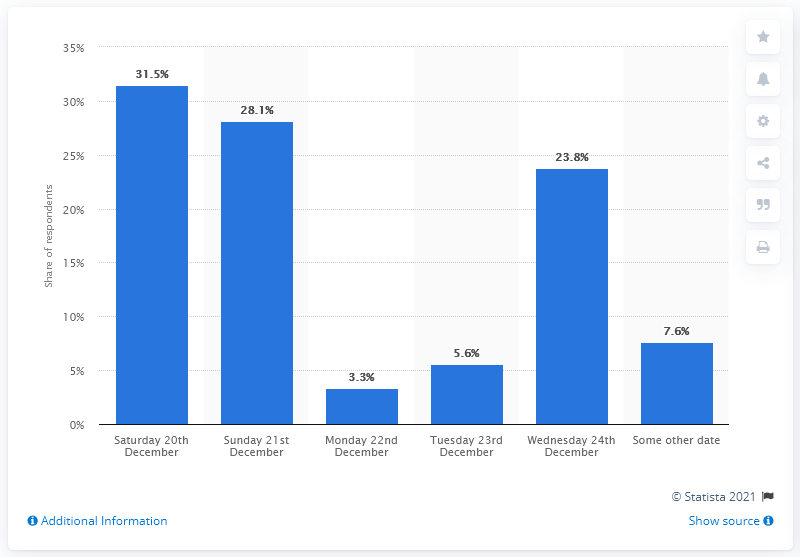 35%
30%
25%
20%
15%
10%
5%
0%
Share of respondents
31.5%
28.1%
3.3%
5.6%
23.8%
7.6%
Saturday 20th
December
Sunday 21st
December
Monday 22nd
December
Tuesday 23rd
December
Wednesday 24th
December
Some other date
© Statista 2021
Additional Information
Show source